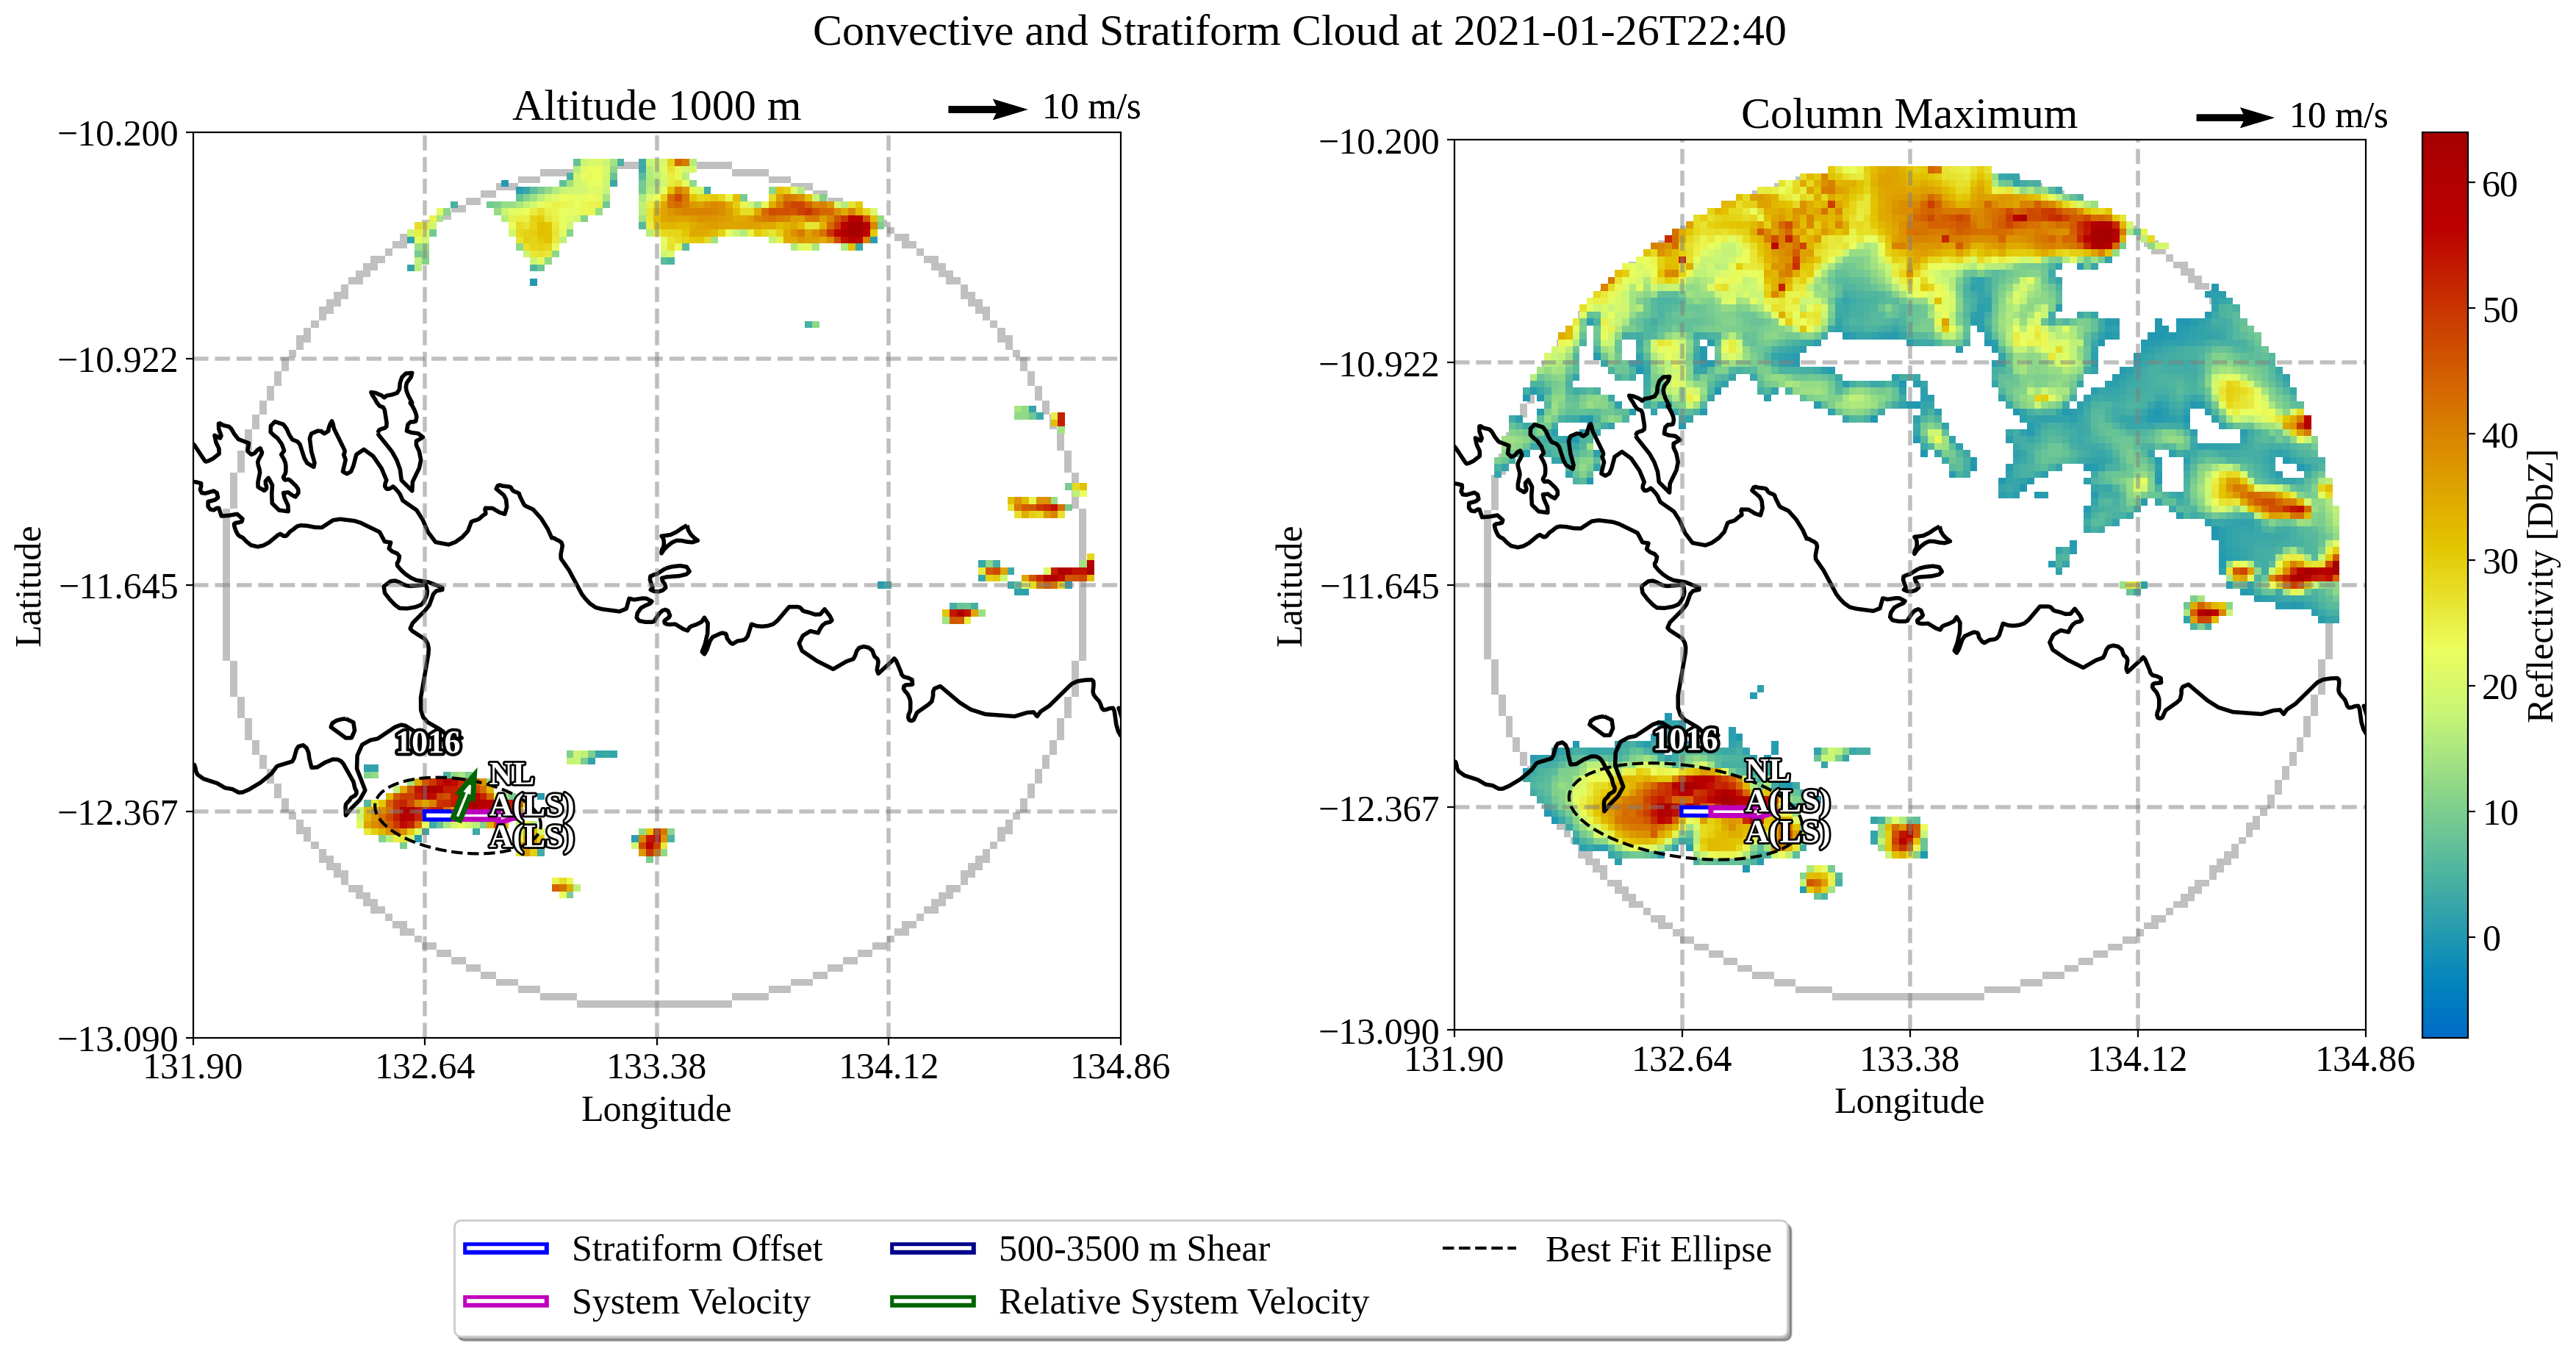 Convective and Stratiform Cloud at 2021-01-26T22:40
Altitude 1000 m
10 m/s
−10.200
−10.922
−11.645
−12.367
−13.090
131.90
132.64
133.38
134.12
134.86
Latitude
Longitude
1016
NL
A(LS)
A(LS)
Column Maximum
10 m/s
−10.200
−10.922
−11.645
−12.367
−13.090
131.90
132.64
133.38
134.12
134.86
Latitude
Longitude
1016
NL
A(LS)
A(LS)
60
50
40
30
20
10
0
Reflectivity [DbZ]
Stratiform Offset
System Velocity
500-3500 m Shear
Relative System Velocity
Best Fit Ellipse